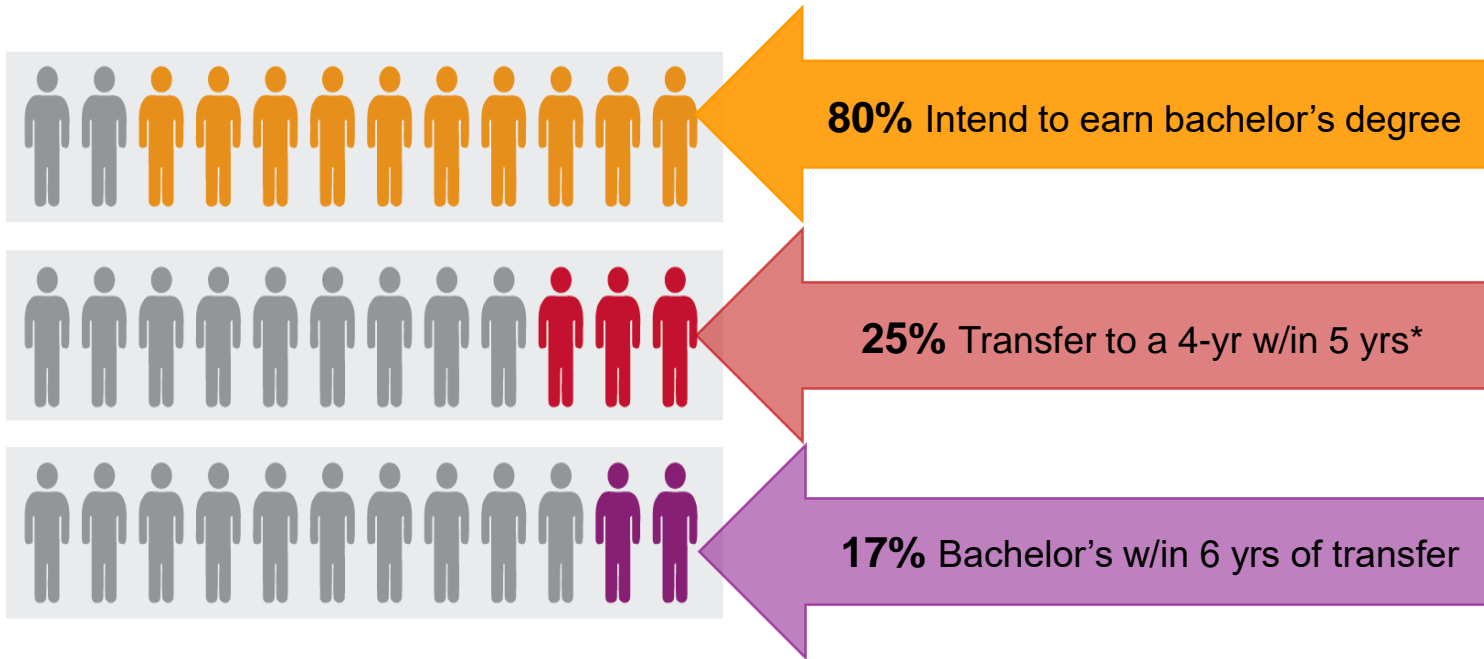 80% Intend to earn bachelor’s degree
25% Transfer to a 4-yr w/in 5 yrs*
17% Bachelor’s w/in 6 yrs of transfer